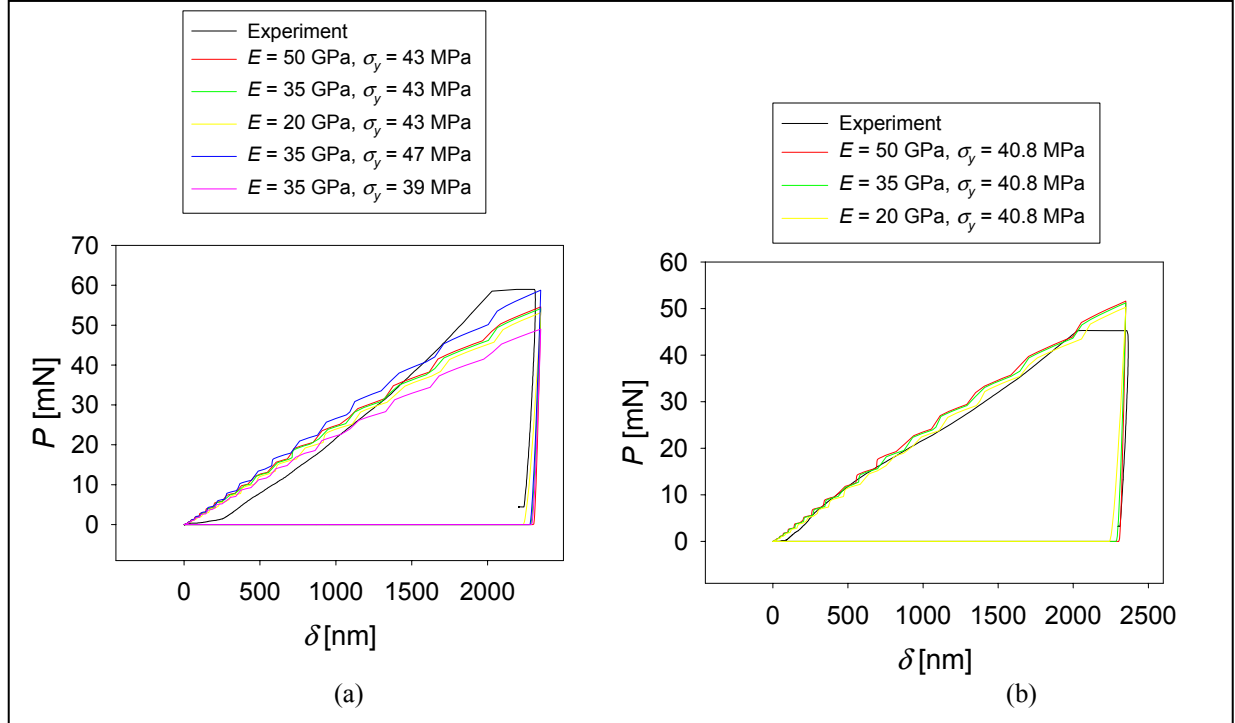 Experiment
E = 50 GPa, σy = 43 MPa
E = 35 GPa, σy = 43 MPa
E = 20 GPa, σy = 43 MPa
E = 35 GPa, σy = 47 MPa
E = 35 GPa, σy = 39 MPa
70
60
50
40
30
20
10
0
P [mN]
0 500 1000 1500 2000
δ [nm]
(a)
Experiment
E = 50 GPa, σy = 40.8 MPa
E = 35 GPa, σy = 40.8 MPa
E = 20 GPa, σy = 40.8 MPa
60
50
40
30
20
10
0
P [mN]
0 500 1000 1500 2000 2500
δ [nm]
(b)